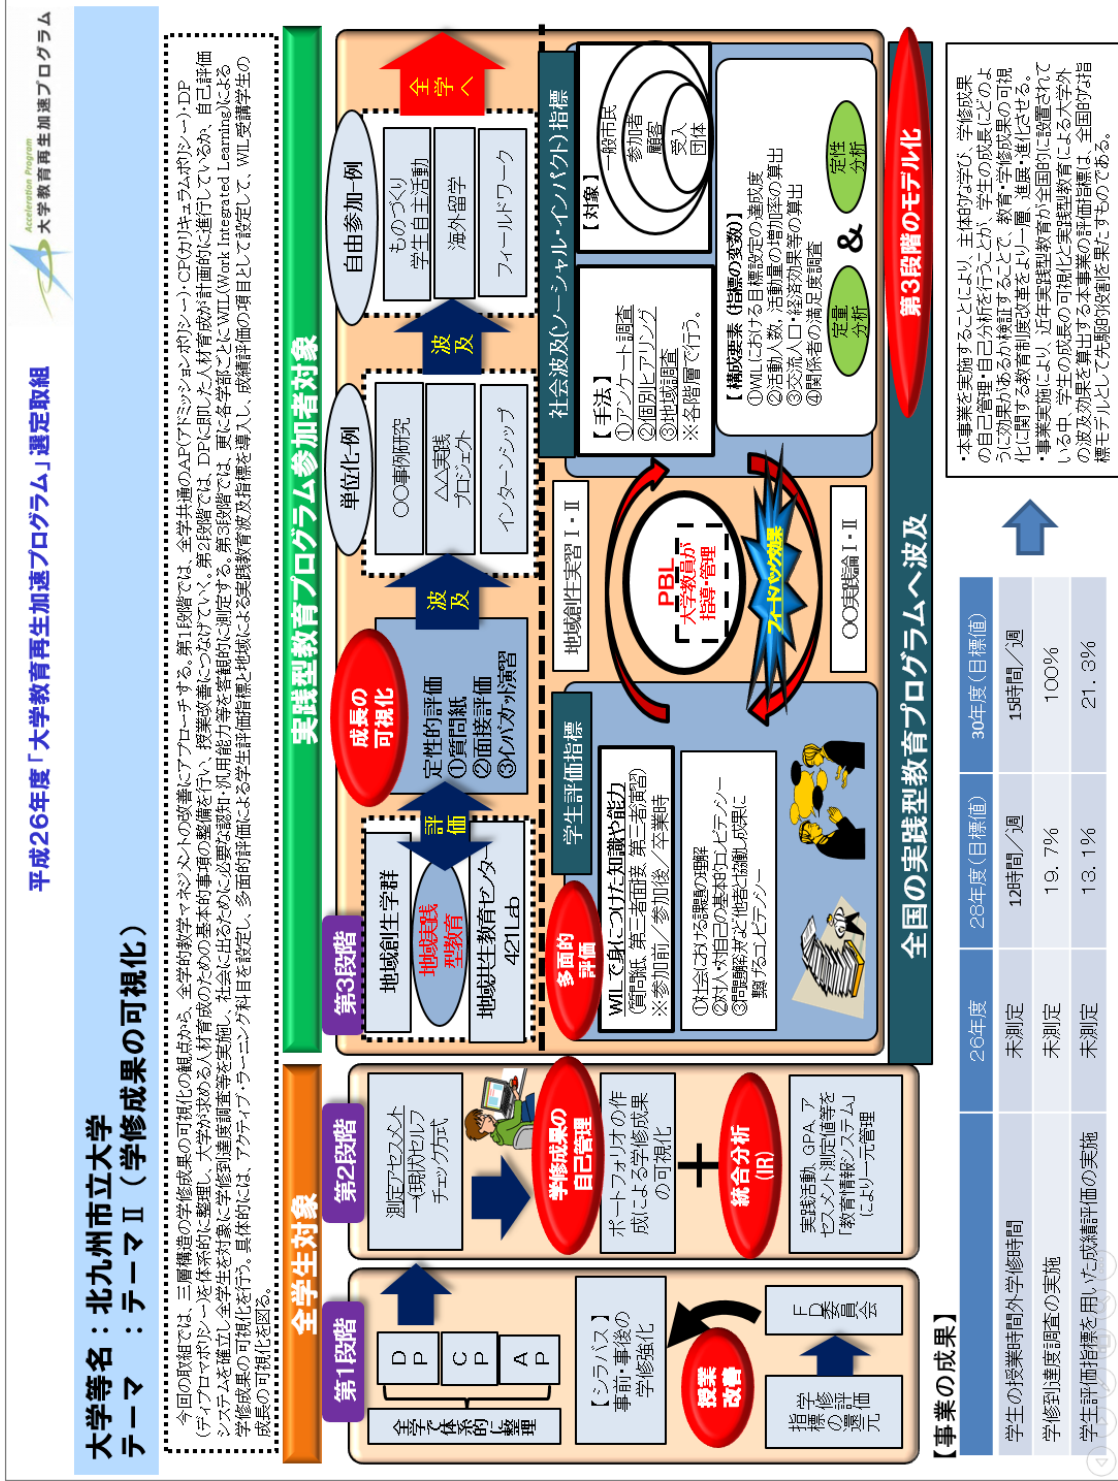 平成26年度「大学教育再生加速プログラム」選定取組
Acceleration Program
大学教育再生加速プログラム
大学等名：北九州市立大学
テーマ：テーマⅡ（学修成果の可視化）
今回の取組では、三層構造の学修成果の可視化の観点から、全学的教学マネジメントの改善にアプローチする。第1段階では、全学共通のAP(アドミッションポリシー)・CP(カリキュラムポリシー)・DP
(ディプロマポリシー)を体系的に整理し、大学が求める人材育成のための基本的事項の整備を行い、授業改善につなげていく。第2段階では、DPに即した人材育成が計画的に進行しているか、自己評価
システムを確立し全学生を対象に学修到達度調査等を実施し、社会に出るために必要な認知・汎用能力等を客観的に測定する。第3段階では、更に各学部ごとにWIL(Work Integrated Learning)による
学修成果の可視化を行う。具体的には、アクティブ・ラーニング科目を設定し、多面的評価による学生評価指標と地域による実践教育波及指標を導入し、成績評価の項目として設定して、WIL受講学生の
成長の可視化を図る。
全学生対象
実践型教育プログラム参加者対象
第1段階
DP
CP
AP
全学で体系的に整理
【シラバス】
事前・事後の
学修強化
授業
改善
FD委員会
指標の還元
学修評価
第2段階
測定アセスメント
→現状セルフ
チェック方式
学修成果の
自己管理
ポートフォリオの作
成による学修成果
の可視化
＋
統合分析
(IR)
実践活動、GPA、ア
セスメント測定値等を
「教育情報システム」
により一元管理
第3段階
地域創生学群
地域実践
型教育
地域共生教育センター
421Lab
評価
成長の
可視化
定性的評価
①質問紙
②面接評価
③インバスケット演習
波及
単位化一例
〇〇事例研究
△△実践
プロジェクト
インターンシップ
波及
自由参加一例
ものづくり
学生自主活動
海外留学
フィールドワーク
全学へ
多面的
評価
学生評価指標
WILで身につけた知識や能力
(質問紙、第三者面接、第三者演習)
※参加前／参加後／卒業時
①社会における課題の理解
②対人・対自己の基本的コンピテンシー
③問題解決など他者と協働し成果に
繋げるコンピテンシー
地域創生実習Ⅰ・Ⅱ
PBL
大学教員が
指導・管理
フィードバック効果
〇〇実践論Ⅰ・Ⅱ
社会波及(ソーシャル・インパクト)指標
【手法】
①アンケート調査
②個別ヒアリング
③地域調査
※各階層で行う。
【対象】
一般市民
参加者
顧客
受入
団体
【構成要素（指標の変数）】
①WILにおける目標設定の達成度
②活動人数，活動量の増加率の算出
③交流人口・経済効果等の算出
④関係者の満足度調査
定量
分析
&
定性
分析
全国の実践型教育プログラムへ波及
第3段階のモデル化
【事業の成果】
26年度 28年度(目標値) 30年度(目標値)
学生の授業時間外学修時間 未測定 12時間／週 15時間／週
学修到達度調査の実施 未測定 19.7% 100%
学生評価指標を用いた成績評価の実施 未測定 13.1% 21.3%
・本事業を実施することにより、主体的な学び、学修成果
の自己管理・自己分析を行うことが、学生の成長にどのよ
うに効果があるか検証することで、教育・学修成果の可視
化に関する教育制度改革をより一層、進展・進化させる。
・事業実施により、近年実践型教育が全国的に設置されて
いる中、学生の成長の可視化と実践型教育による大学外
の波及効果を算出する本事業の評価指標は、全国的な指
標モデルとして先駆的役割を果たすものである。